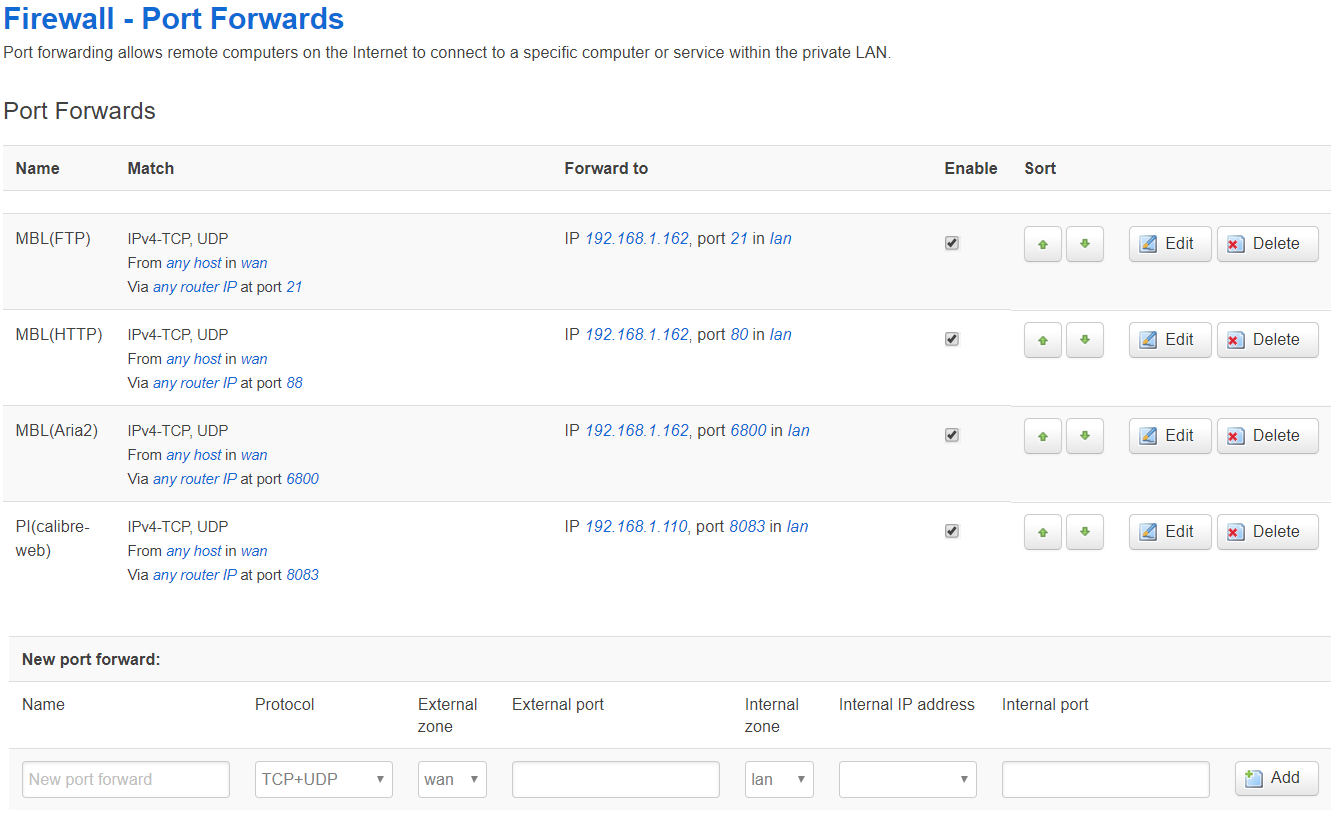 Firewall - Port Forwards
Port forwarding allows remote computers on the Internet to connect to a specific computer or service within the private LAN.
Port Forwards
Name Match Forward to Enable Sort
MBL(FTP) IPv4-TCP, UDP IP 192.168.1.162, port 21 in lan Edit Delete
From any host in wan
Via any router IP at port 21
MBL(HTTP) IPv4-TCP, UDP IP 192.168.1.162, port 80 in lan Edit Delete
From any host in wan
Via any router IP at port 88
MBL(Aria2) IPv4-TCP, UDP IP 192.168.1.162, port 6800 in lan Edit Delete
From any host in wan
Via any router IP at port 6800
PI(calibre- IPv4-TCP, UDP IP 192.168.1.110, port 8083 in lan Edit Delete
web) From any host in wan
Via any router IP at port 8083
New port forward:
Name Protocol External External port Internal Internal IP address Internal port
zone zone
New port forward TCP+UDP wan lan Add